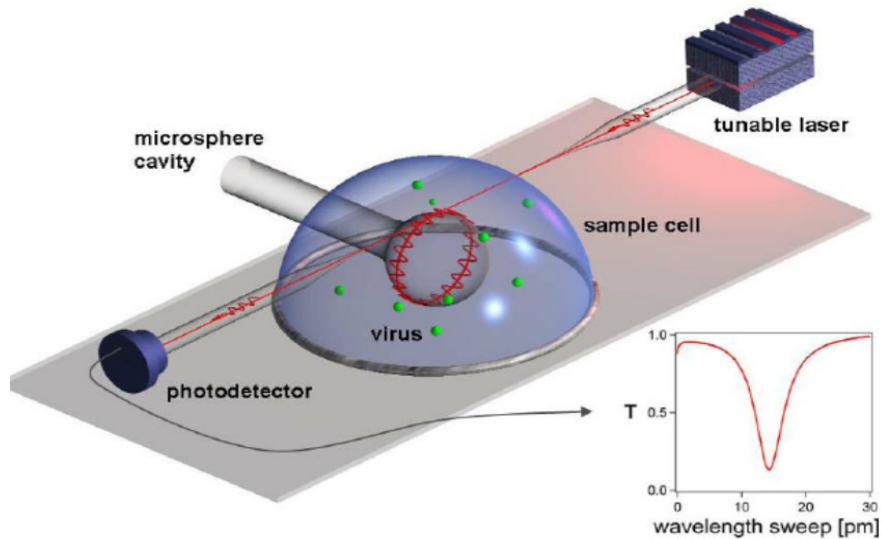 microsphere
cavity
tunable laser
sample cell
virus
photodetector
1.0
T
0.5
0.0
0
10
20
30
wavelength sweep [pm]